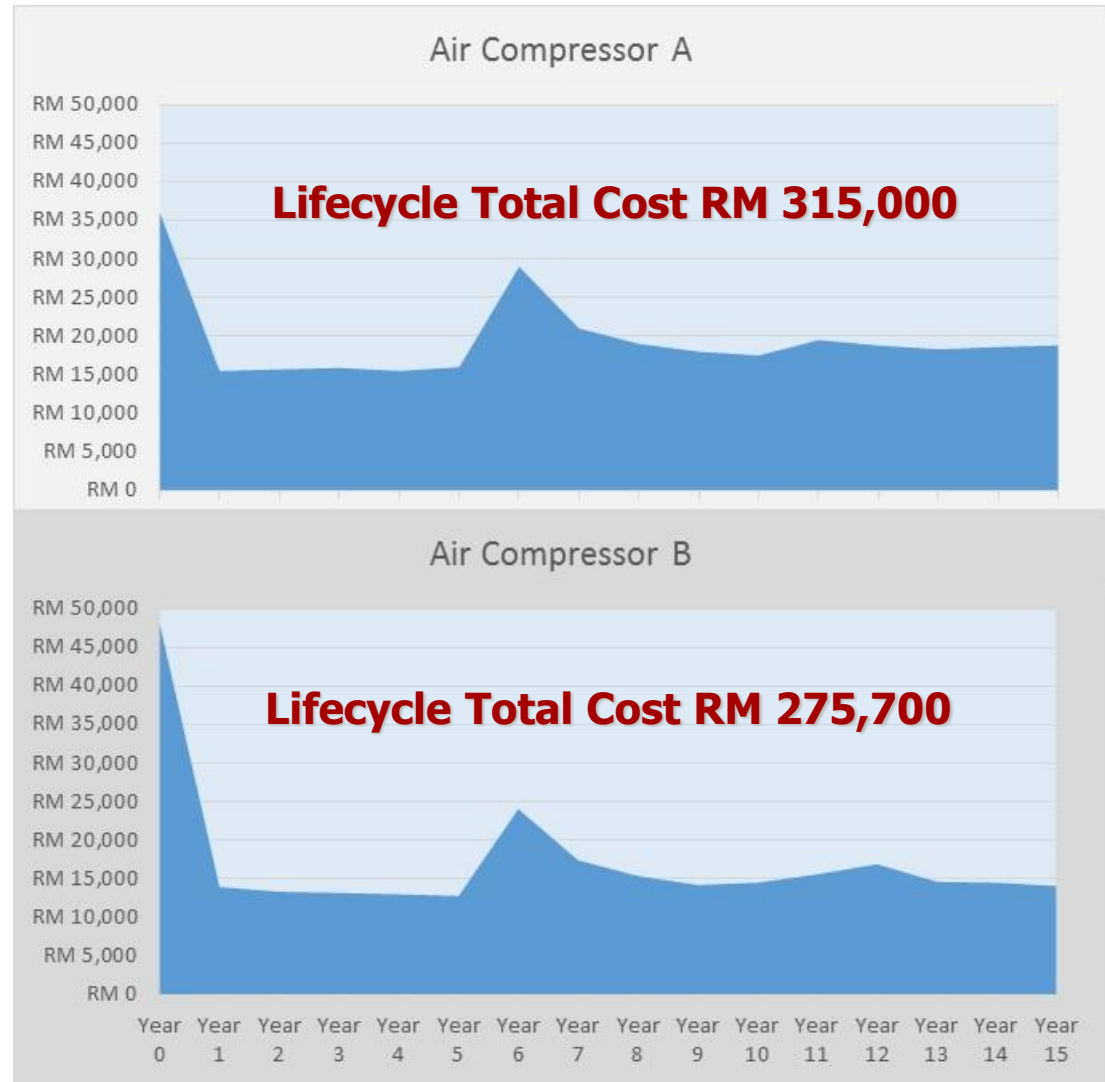 Air Compressor A
RM 50,000
RM 45,000
RM 40,000
Lifecycle Total Cost RM 315,000
RM 35,000
RM 30,000
RM 25,000
RM 20,000
RM 15,000
RM 10,000
RM 5,000
RM 0
Air Compressor B
RM 50,000
RM 45,000
RM 40,000
Lifecycle Total Cost RM 275,700
RM 35,000
RM 30,000
RM 25,000
RM 20,000
RM 15,000
RM 10,000
RM 5,000
RM 0
Year Year Year Year Year Year Year Year Year Year Year Year Year Year Year Year
0 1 2 3 4 5 6 7 8 9 10 11 12 13 14 15